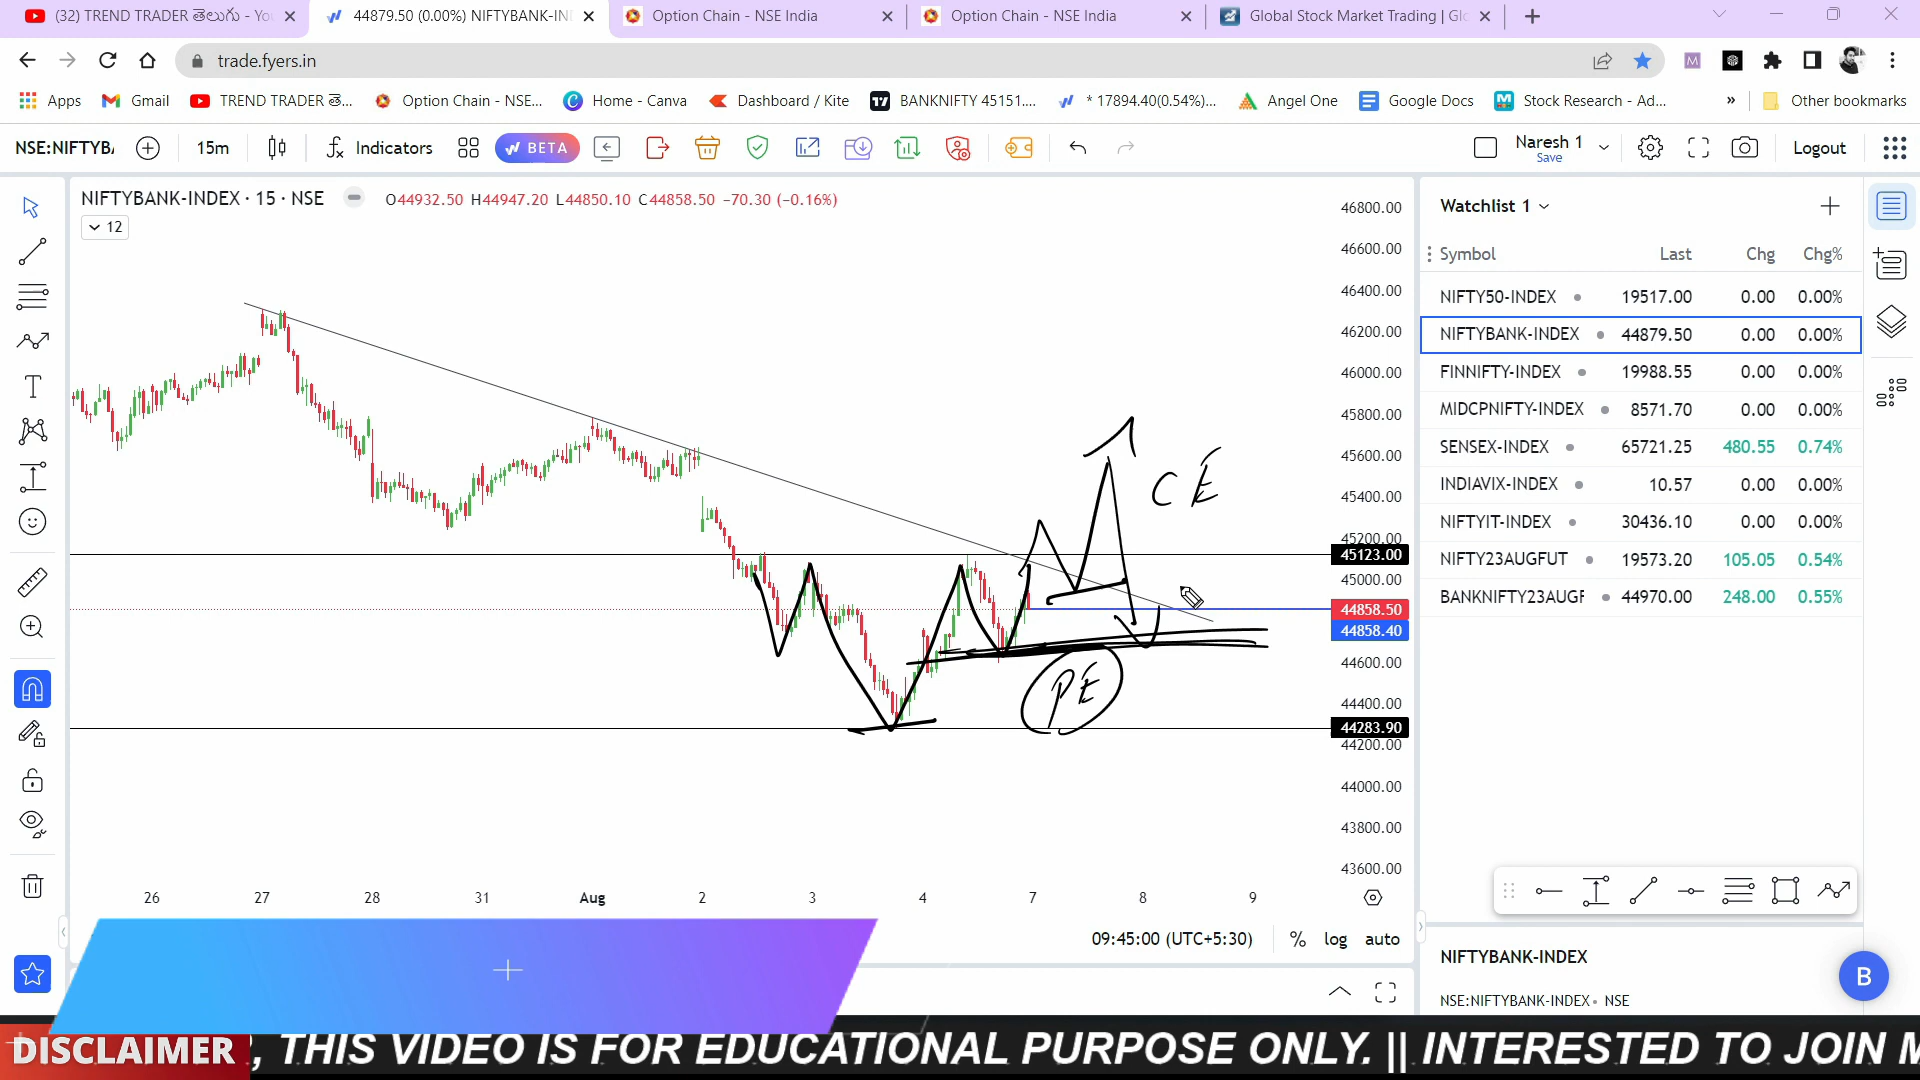 (32) TREND TRADER తెలుగు - Yo
44879.50 (0.00%) NIFTYBANK-IN
Option Chain - NSE India
Option Chain - NSE India
Global Stock Market Trading | Glo
trade.fyers.in
Apps
Gmail
TREND TRADER తె...
Option Chain - NSE...
Home - Canva
Dashboard / Kite
BANKNIFTY 45151....
* 17894.40(0.54%)...
Angel One
Google Docs
Stock Research - Ad...
»
Other bookmarks
NSE:NIFTYB
15m
Indicators
BETA
Naresh 1
Save
Logout
NIFTYBANK-INDEX · 15 · NSE
O44932.50 H44947.20 L44850.10 C44858.50 −70.30 (−0.16%)
12
46800.00
46600.00
46400.00
46200.00
46000.00
45800.00
45600.00
45400.00
45200.00
45123.00
45000.00
44858.50
44858.40
44600.00
44400.00
44283.90
44200.00
44000.00
43800.00
43600.00
CE
PE
26 27 28 31 Aug 2 3 4 7 8 9
09:45:00 (UTC+5:30) % log auto
Watchlist 1
Symbol Last Chg Chg%
NIFTY50-INDEX 19517.00 0.00 0.00%
NIFTYBANK-INDEX 44879.50 0.00 0.00%
FINNIFTY-INDEX 19988.55 0.00 0.00%
MIDCPNIFTY-INDEX 8571.70 0.00 0.00%
SENSEX-INDEX 65721.25 480.55 0.74%
INDIAVIX-INDEX 10.57 0.00 0.00%
NIFTYIT-INDEX 30436.10 0.00 0.00%
NIFTY23AUGFUT 19573.20 105.05 0.54%
BANKNIFTY23AUGF 44970.00 248.00 0.55%
NIFTYBANK-INDEX
NSE:NIFTYBANK-INDEX • NSE
B
DISCLAIMER
, THIS VIDEO IS FOR EDUCATIONAL PURPOSE ONLY. || INTERESTED TO JOIN M